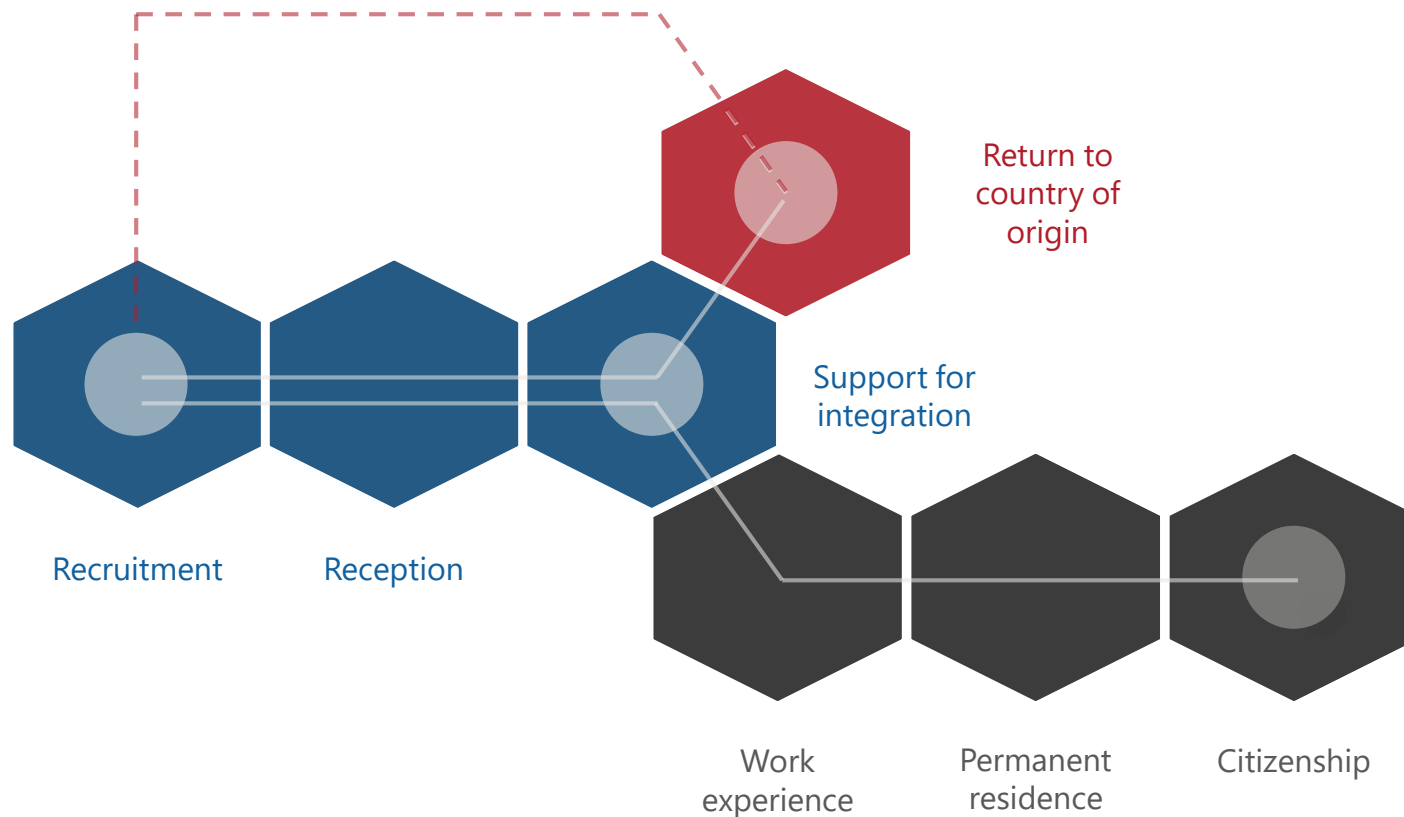 Return to
country of
origin
Support for
integration
Recruitment
Reception
Work
experience
Permanent
residence
Citizenship